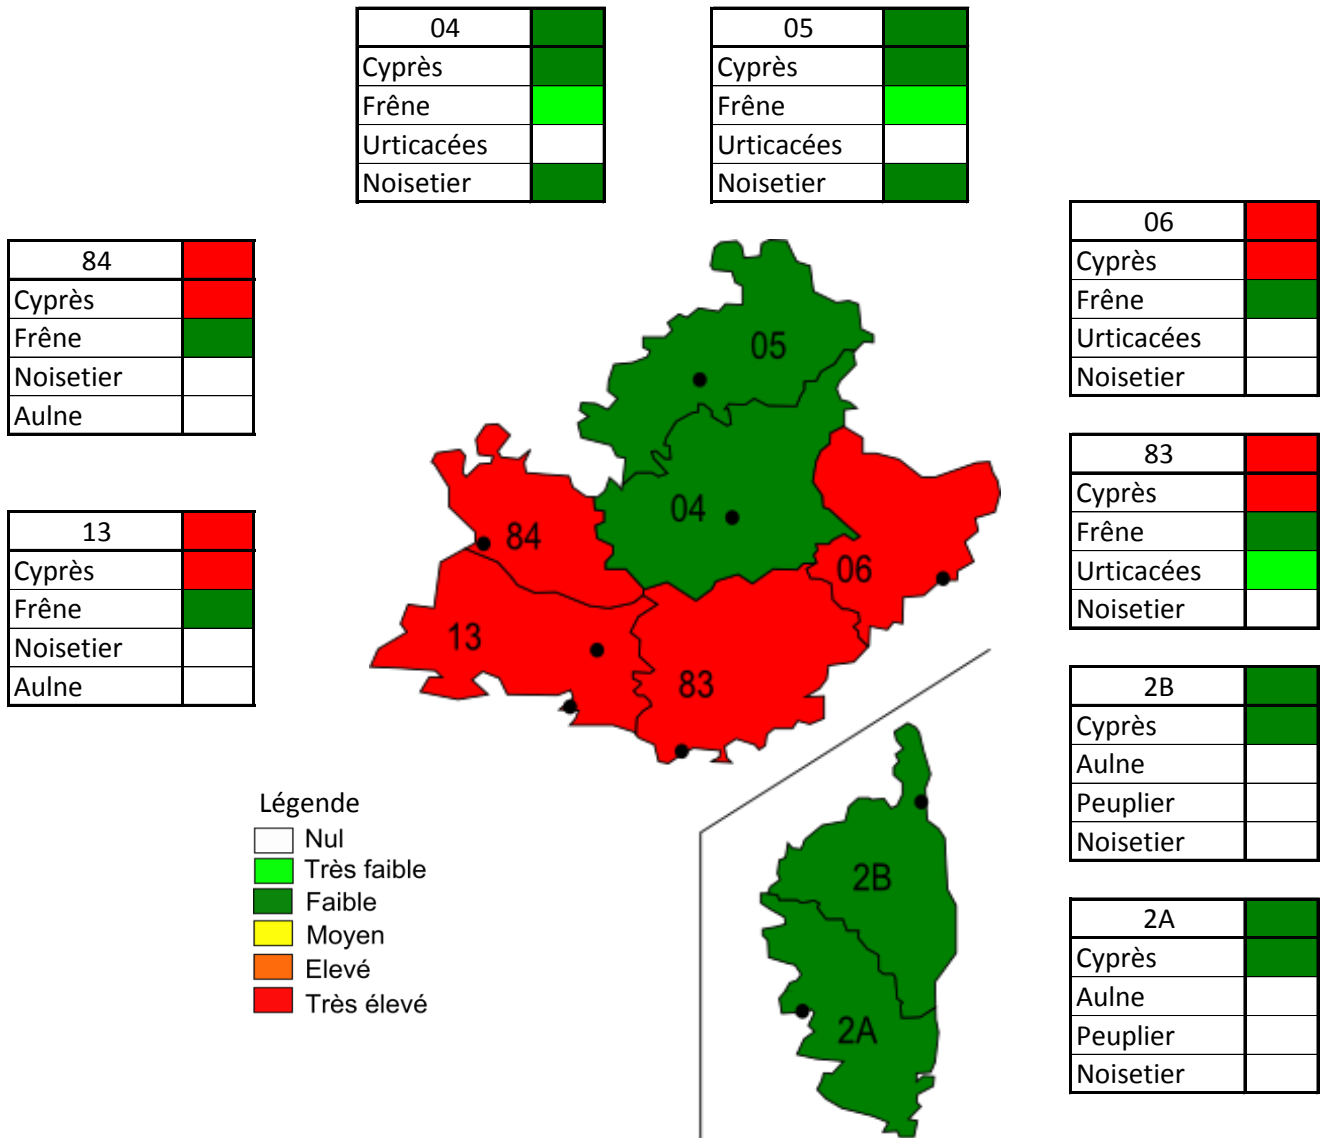 04
Cyprès
Frêne
Urticacées
Noisetier
05
Cyprès
Frêne
Urticacées
Noisetier
84
Cyprès
Frêne
Noisetier
Aulne
13
Cyprès
Frêne
Noisetier
Aulne
06
Cyprès
Frêne
Urticacées
Noisetier
83
Cyprès
Frêne
Urticacées
Noisetier
2B
Cyprès
Aulne
Peuplier
Noisetier
2A
Cyprès
Aulne
Peuplier
Noisetier
05
04
84
06
13
83
2B
2A
Légende
Nul
Très faible
Faible
Moyen
Elevé
Très élevé